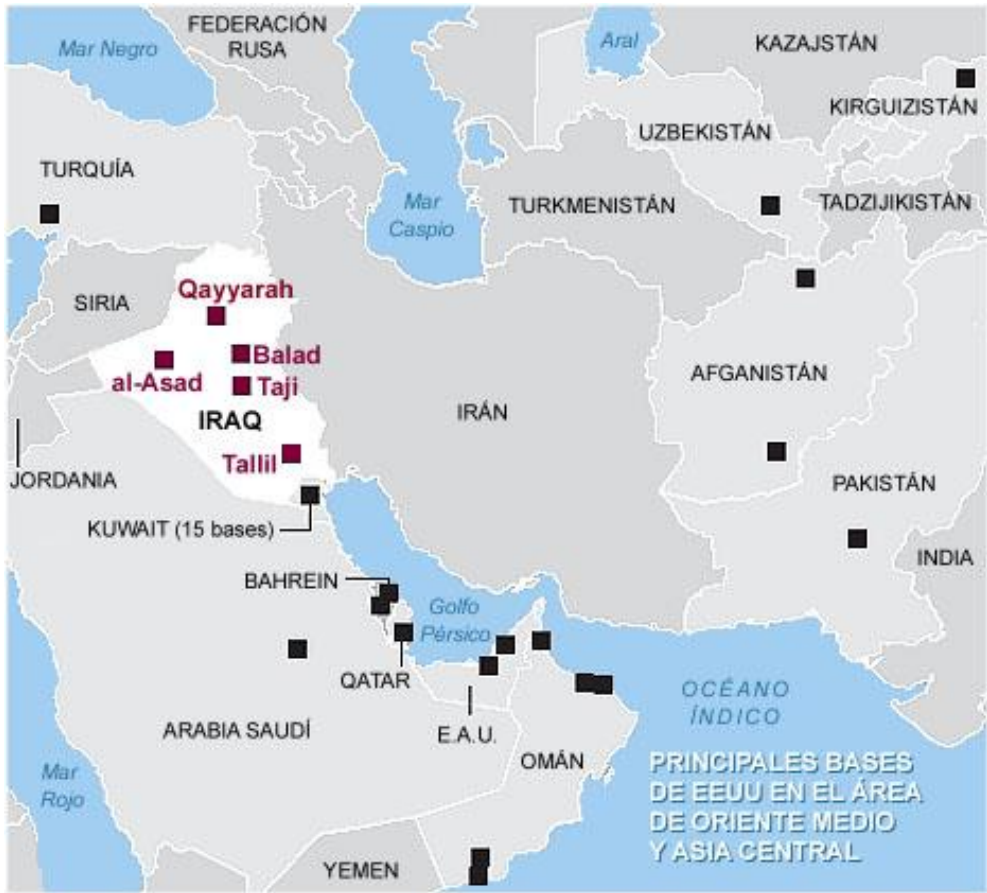 Mar Negro
FEDERACIÓN
RUSA
Aral
KAZAJSTÁN
KIRGUIZISTÁN
UZBEKISTÁN
TURQUÍA
Mar
Caspio
TURKMENISTÁN
TADZIJIKISTÁN
SIRIA
Qayyarah
Balad
al-Asad
Taji
IRAQ
IRÁN
AFGANISTÁN
Tallil
JORDANIA
PAKISTÁN
KUWAIT (15 bases)
INDIA
BAHREIN
Golfo
Pérsico
QATAR
OCÉANO
ÍNDICO
ARABIA SAUDÍ
E.A.U.
OMÁN
Mar
Rojo
PRINCIPALES BASES
DE EEUU EN EL ÁREA
DE ORIENTE MEDIO
Y ASIA CENTRAL
YEMEN